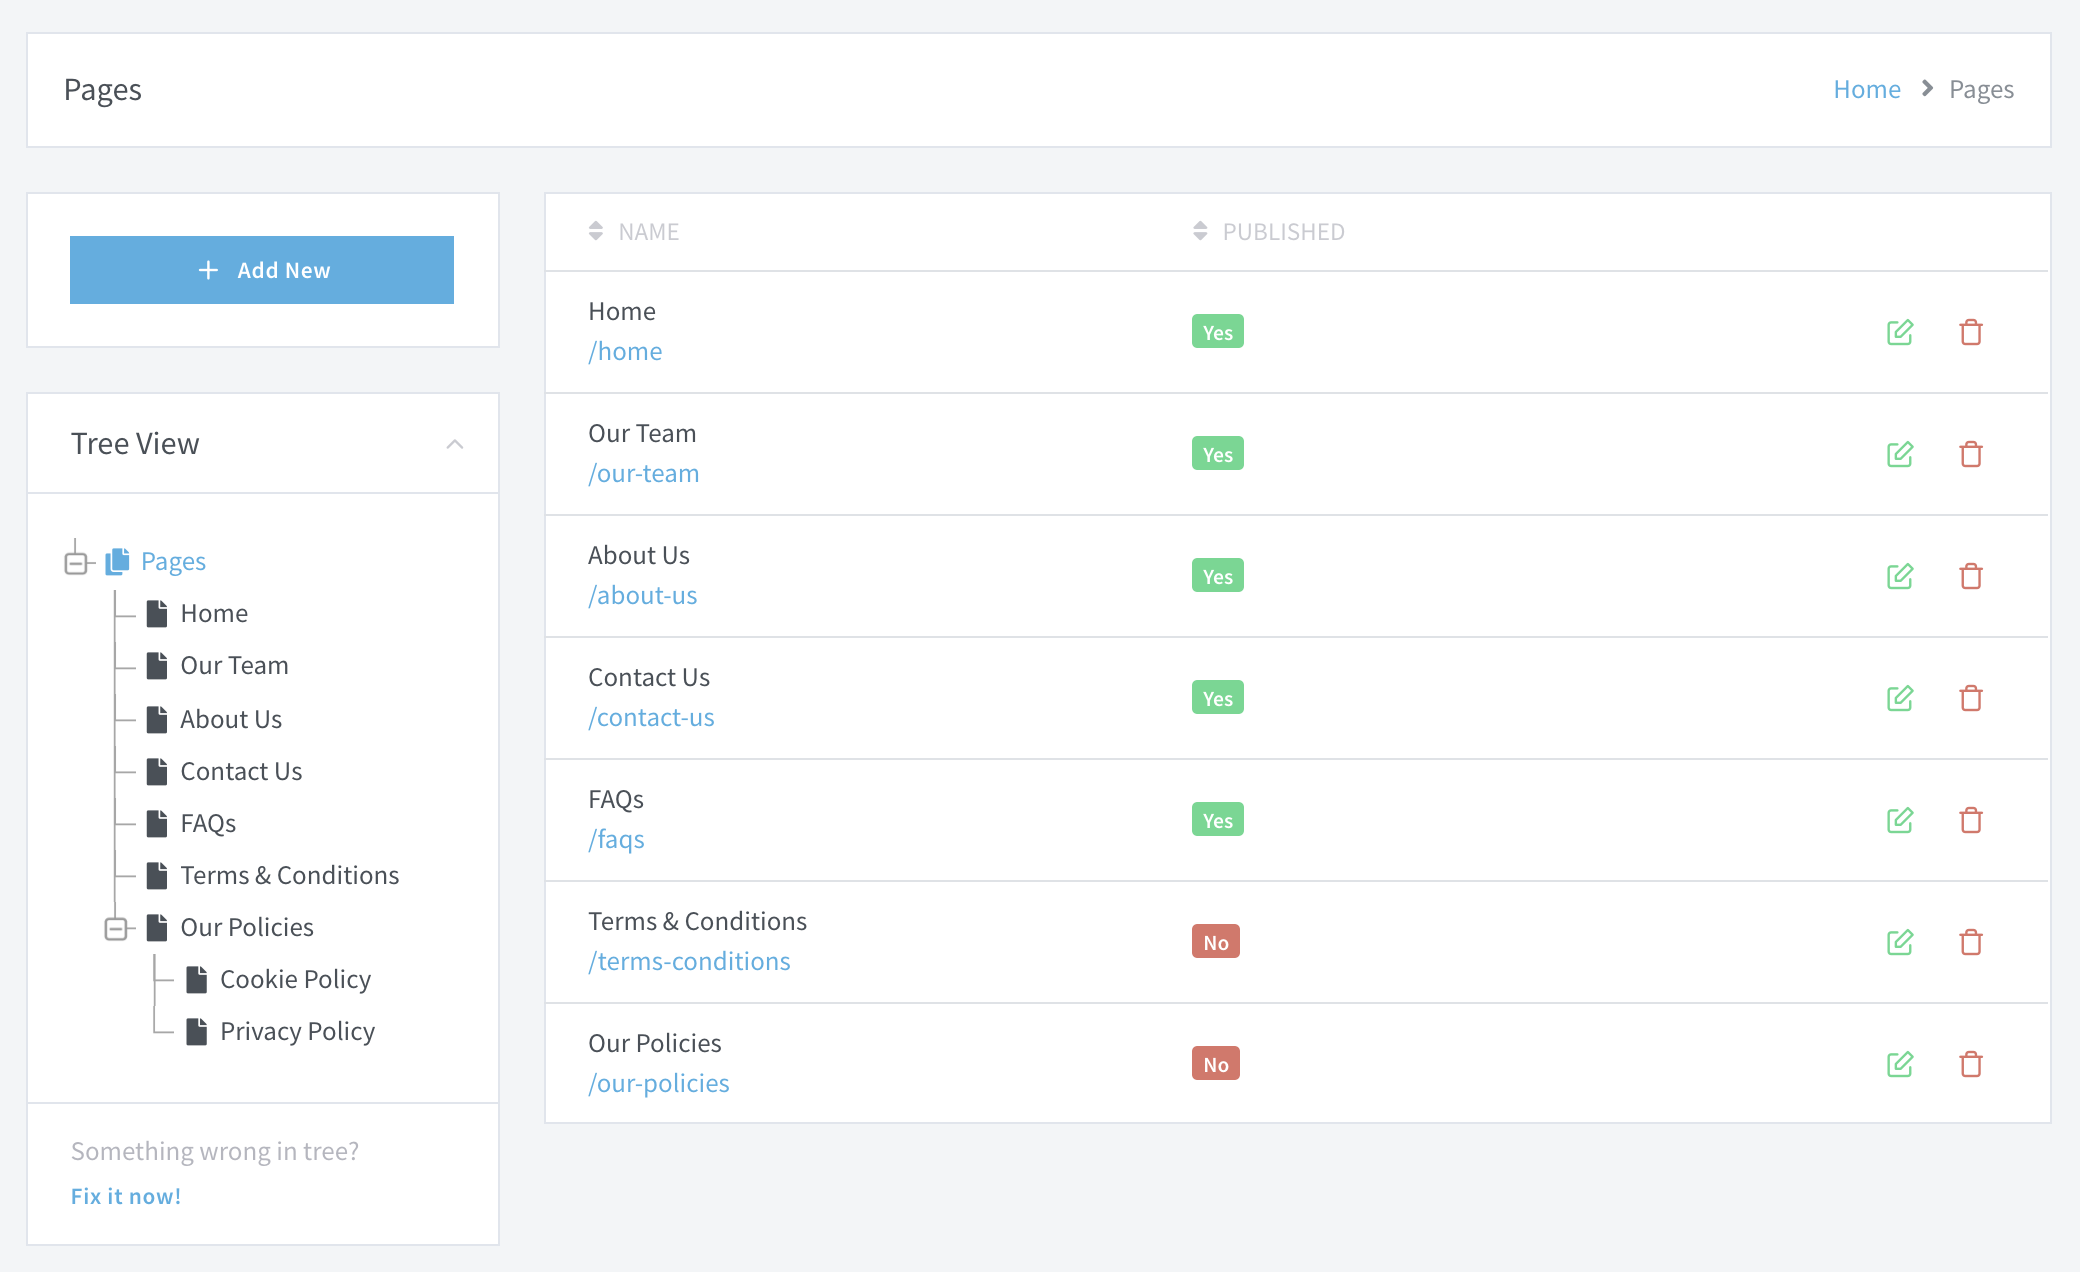 Pages
Home > Pages
+ Add New
Tree View
Pages
Home
Our Team
About Us
Contact Us
FAQs
Terms & Conditions
Our Policies
Cookie Policy
Privacy Policy
Something wrong in tree?
Fix it now!
NAME PUBLISHED
Home
/home
Yes
Our Team
/our-team
Yes
About Us
/about-us
Yes
Contact Us
/contact-us
Yes
FAQs
/faqs
Yes
Terms & Conditions
/terms-conditions
No
Our Policies
/our-policies
No